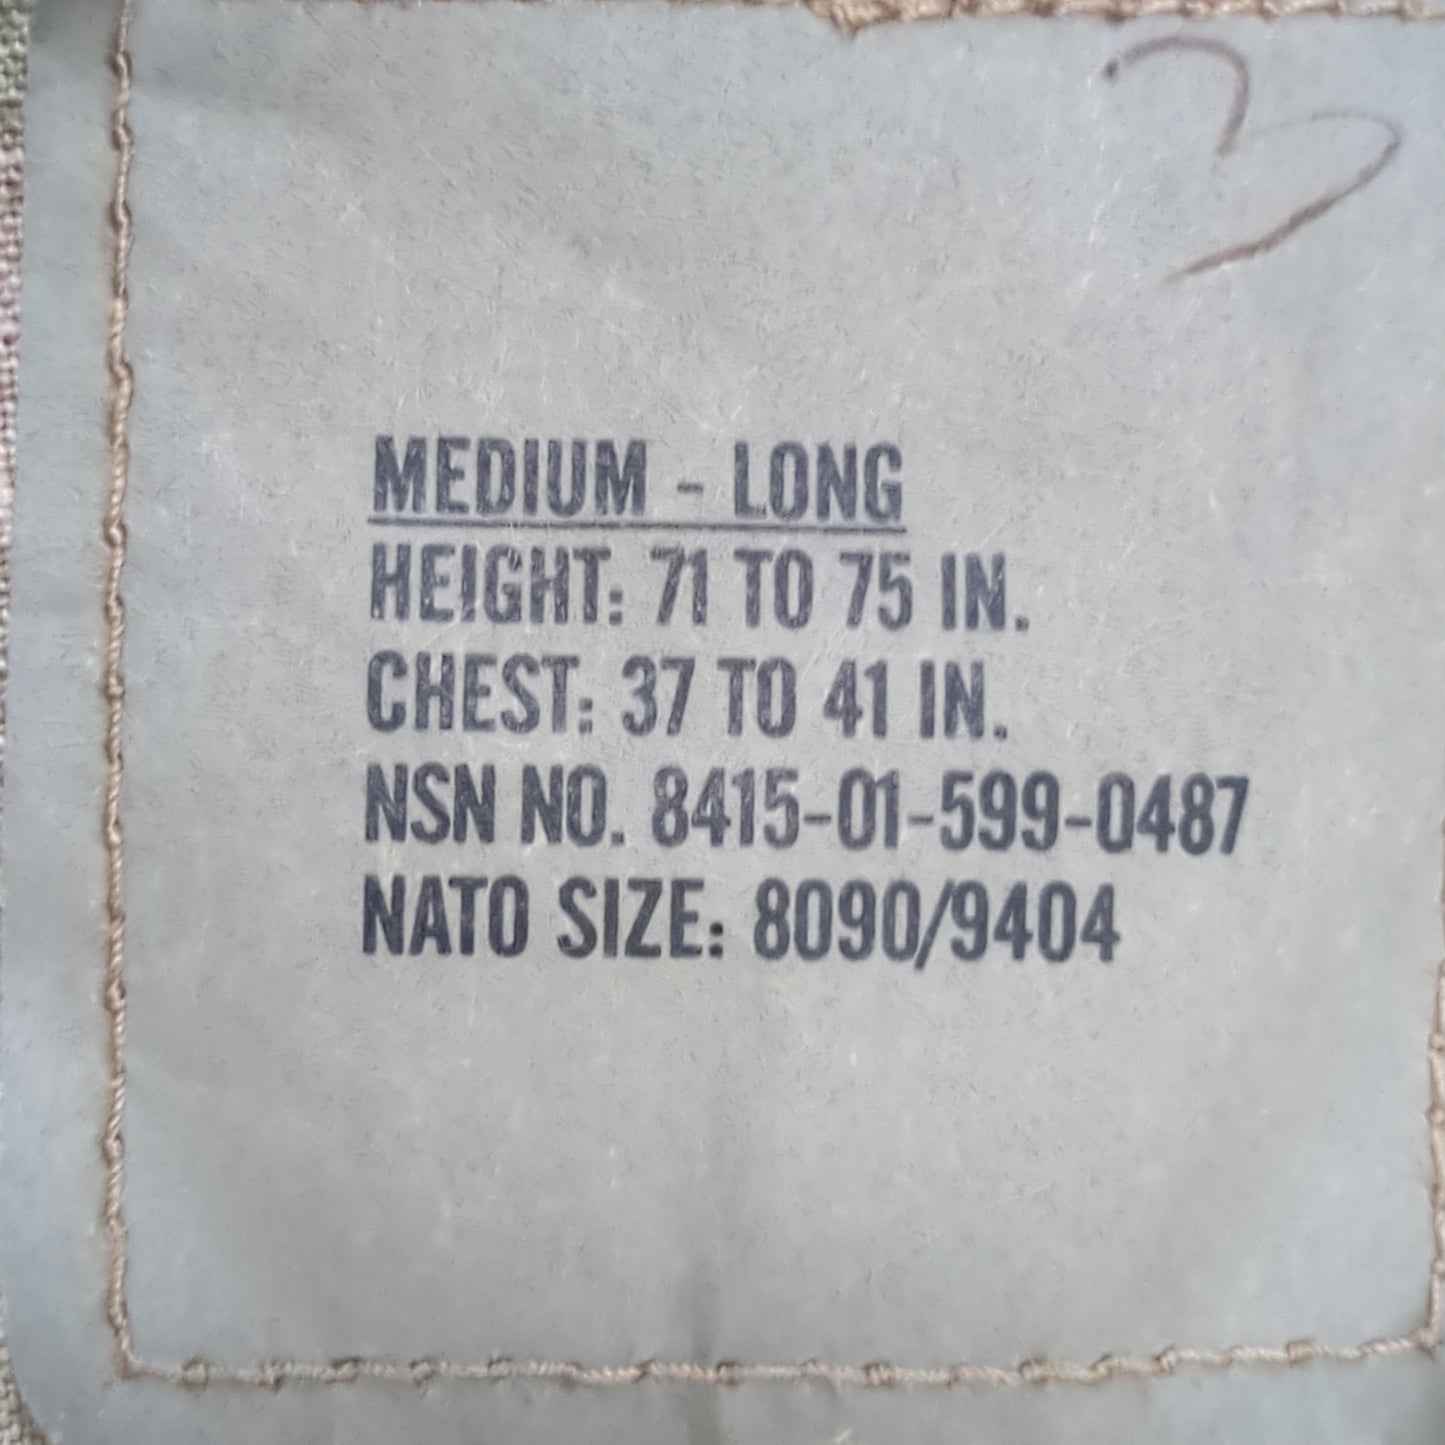 3
MEDIUM - LONG
HEIGHT: 71 TO 75 IN.
CHEST: 37 TO 41 IN.
NSN NO. 8415-01-599-0487
NATO SIZE: 8090/9404